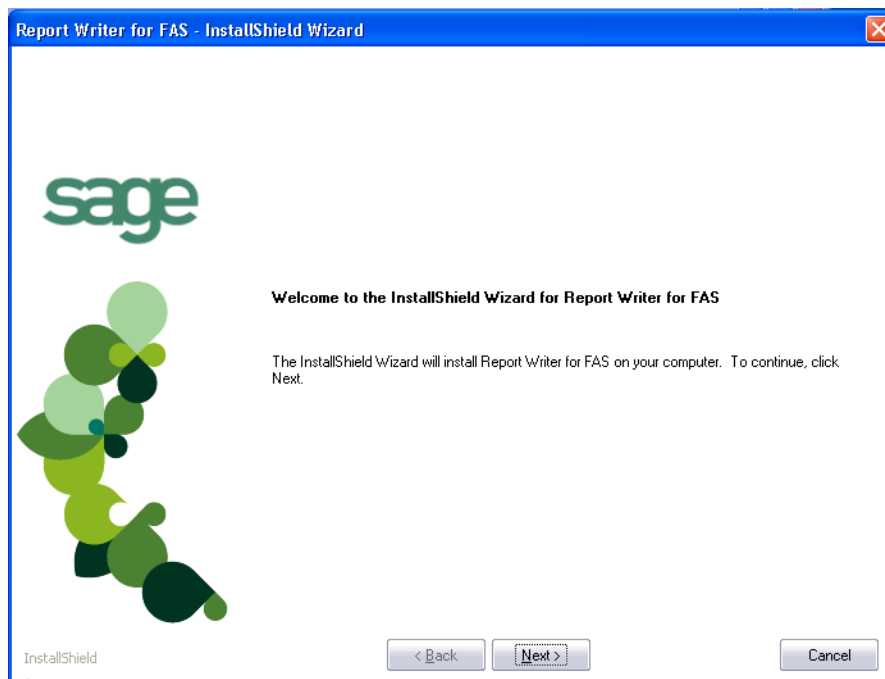 Report Writer for FAS - InstallShield Wizard
sage
Welcome to the InstallShield Wizard for Report Writer for FAS
The InstallShield Wizard will install Report Writer for FAS on your computer. To continue, click
Next.
InstallShield
< Back
Next >
Cancel